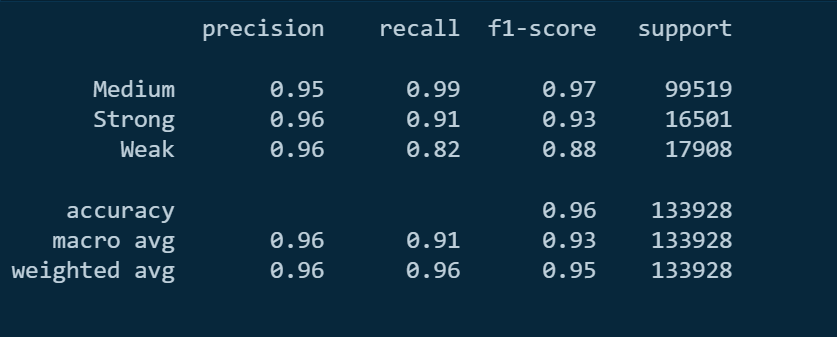 precision recall f1-score support
Medium 0.95 0.99 0.97 99519
Strong 0.96 0.91 0.93 16501
Weak 0.96 0.82 0.88 17908
accuracy 0.96 133928
macro avg 0.96 0.91 0.93 133928
weighted avg 0.96 0.96 0.95 133928